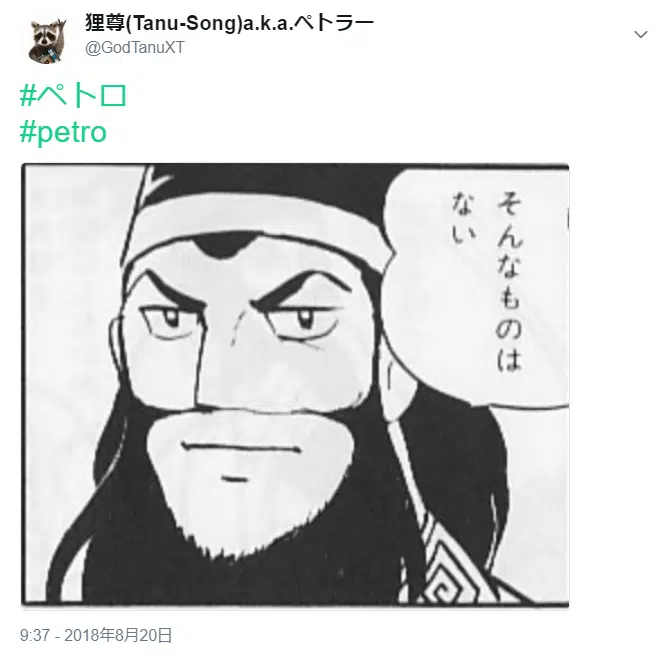 狸尊(Tanu-Song)a.k.a.ペトラー
@GodTanuXT
#ペトロ
#petro
そんなものは
ない
9:37 - 2018年8月20日